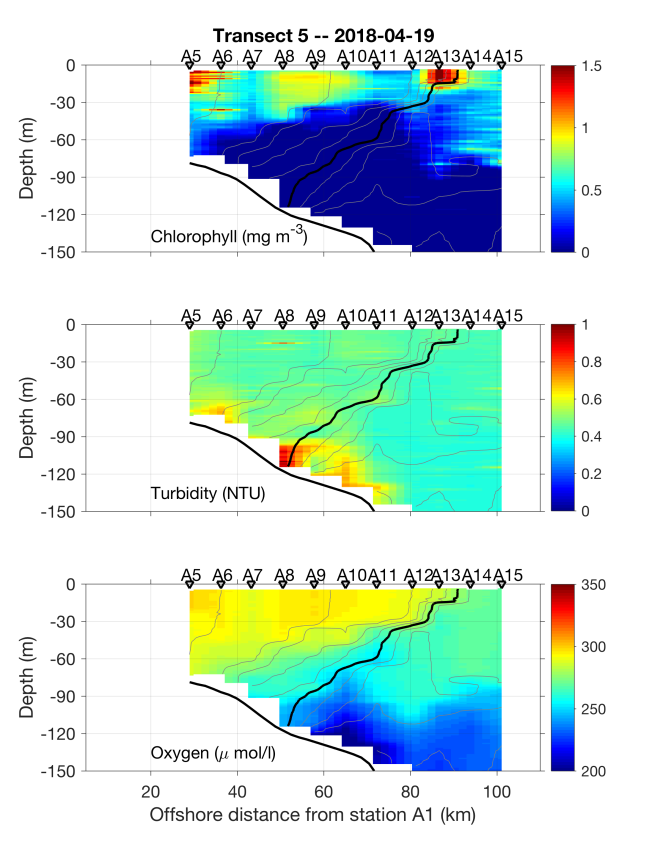 Transect 5 -- 2018-04-19
A5 A6 A7 A8 A9 A10 A11 A12 A13 A14 A15
0
-30
-60
-90
-120
-150
Depth (m)
Chlorophyll (mg m-3)
1.5
1
0.5
0
A5 A6 A7 A8 A9 A10 A11 A12 A13 A14 A15
0
-30
-60
-90
-120
-150
Depth (m)
Turbidity (NTU)
1
0.8
0.6
0.4
0.2
0
A5 A6 A7 A8 A9 A10 A11 A12 A13 A14 A15
0
-30
-60
-90
-120
-150
Depth (m)
Oxygen (μ mol/l)
350
300
250
200
20 40 60 80 100
Offshore distance from station A1 (km)